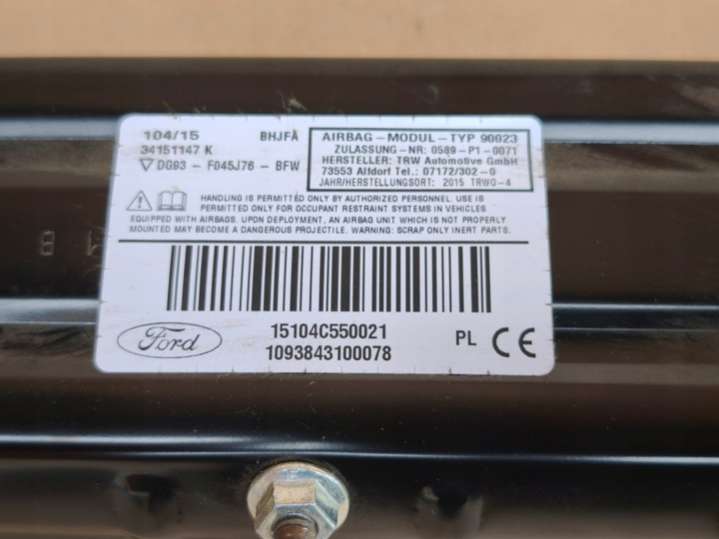 104/15 BHJFÅ
34151147 K
DG93 - F045J76 - BFW
AIRBAG-MODUL-TYP 90023
ZULASSUNG-NR: 0589-P1-0071
HERSTELLER: TRW Automotive GmbH
73553 Alfdorf Tel.: 07172/302-0
JAHR/HERSTELLUNGSORT: 2015 TRWO-4
HANDLING IS PERMITTED ONLY BY AUTHORIZED PERSONNEL. USE IS
PERMITTED ONLY FOR OCCUPANT RESTRAINT SYSTEMS IN VEHICLES
EQUIPPED WITH AIRBAGS. UPON DEPLOYMENT, AN AIRBAG UNIT WHICH IS NOT PROPERLY
MOUNTED MAY BECOME A DANGEROUS PROJECTILE. WARNING: SCRAP ONLY INERT PARTS.
Ford 15104C550021 PL CE
1093843100078